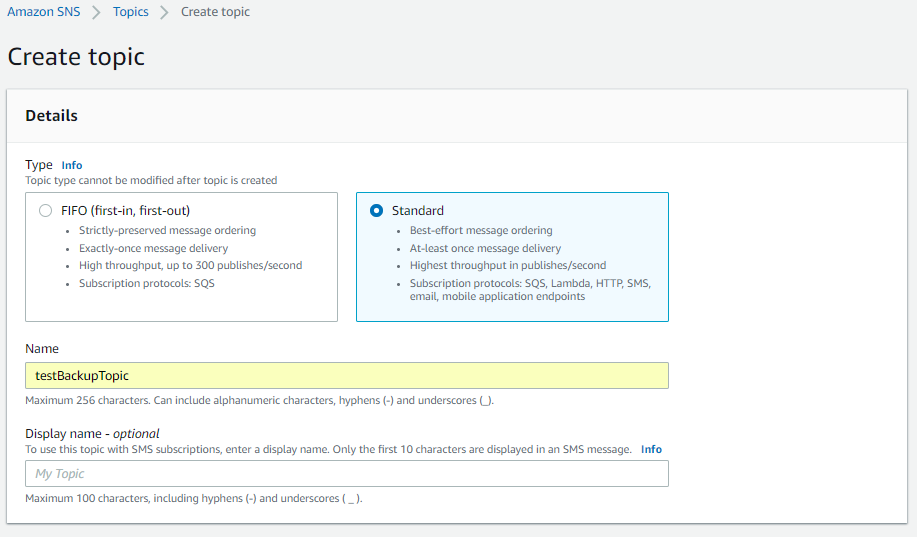 Amazon SNS > Topics > Create topic
Create topic
Details
Type Info
Topic type cannot be modified after topic is created
FIFO (first-in, first-out)
• Strictly-preserved message ordering
• Exactly-once message delivery
• High throughput, up to 300 publishes/second
• Subscription protocols: SQS
Standard
• Best-effort message ordering
• At-least once message delivery
• Highest throughput in publishes/second
• Subscription protocols: SQS, Lambda, HTTP, SMS,
email, mobile application endpoints
Name
testBackupTopic
Maximum 256 characters. Can include alphanumeric characters, hyphens (-) and underscores (_).
Display name - optional
To use this topic with SMS subscriptions, enter a display name. Only the first 10 characters are displayed in an SMS message. Info
My Topic
Maximum 100 characters, including hyphens (-) and underscores ( _ ).